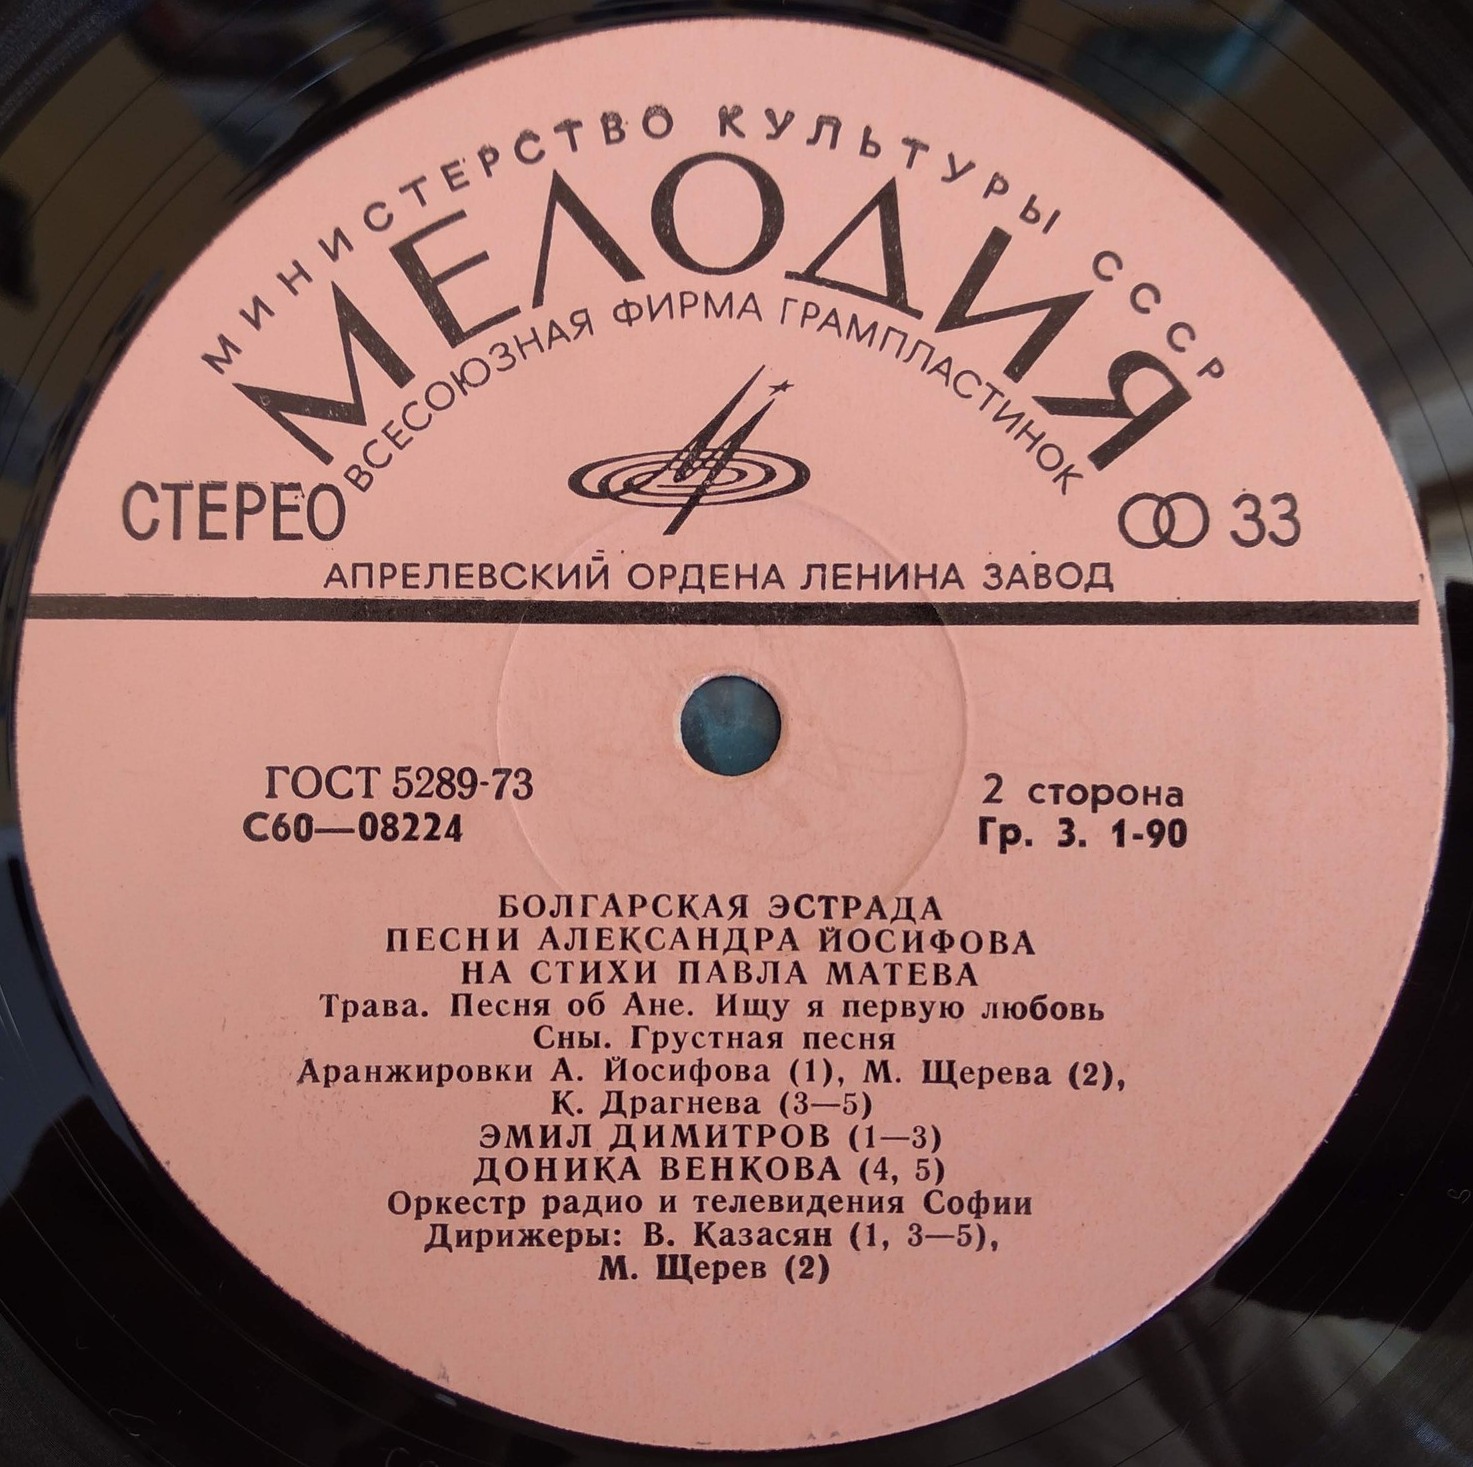 МИНИСТЕРСТВО КУЛЬТУРЫ СССР
МЕЛОДИЯ
ВСЕСОЮЗНАЯ ФИРМА ГРАМПЛАСТИНОК
СТЕРЕО 33
АПРЕЛЕВСКИЙ ОРДЕНА ЛЕНИНА ЗАВОД
ГОСТ 5289-73 2 сторона
С60—08224 Гр. 3. 1-90
БОЛГАРСКАЯ ЭСТРАДА
ПЕСНИ АЛЕКСАНДРА ЙОСИФОВА
НА СТИХИ ПАВЛА МАТЕВА
Трава. Песня об Ане. Ищу я первую любовь
Сны. Грустная песня
Аранжировки А. Йосифова (1), М. Щерева (2),
К. Драгнева (3—5)
ЭМИЛ ДИМИТРОВ (1—3)
ДОНИКА ВЕНКОВА (4, 5)
Оркестр радио и телевидения Софии
Дирижеры: В. Казасян (1, 3—5),
М. Щерев (2)